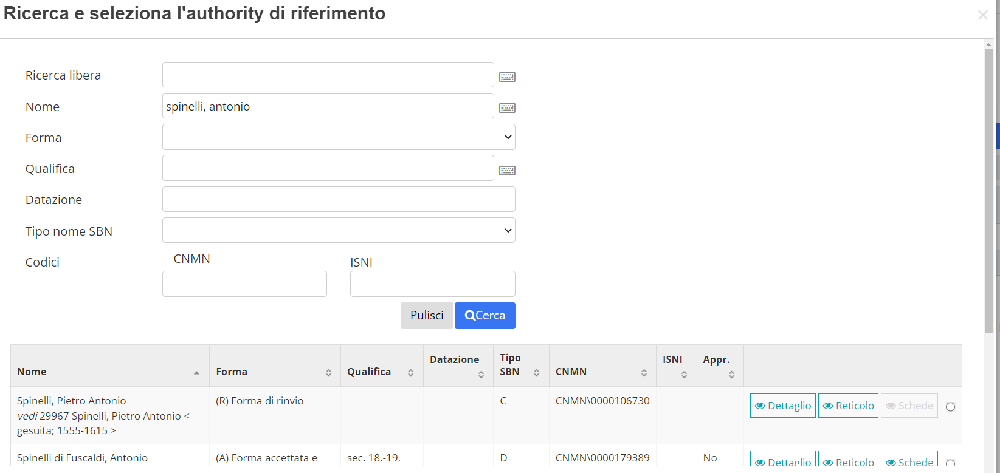 Ricerca e seleziona l'authority di riferimento
Ricerca libera
Nome
spinelli, antonio
Forma
Qualifica
Datazione
Tipo nome SBN
Codici
CNMN
ISNI
Pulisci
Cerca
Nome
Forma
Qualifica
Datazione
Tipo
SBN
CNMN
ISNI
Appr.
Spinelli, Pietro Antonio
vedi 29967 Spinelli, Pietro Antonio <
gesuita; 1555-1615 >
(R) Forma di rinvio
C
CNMN\0000106730
Dettaglio
Reticolo
Schede
Spinelli di Fuscaldi, Antonio
(A) Forma accettata e
sec. 18.-19.
D
CNMN\0000179389
No
Dettaglio
Reticolo
Schede